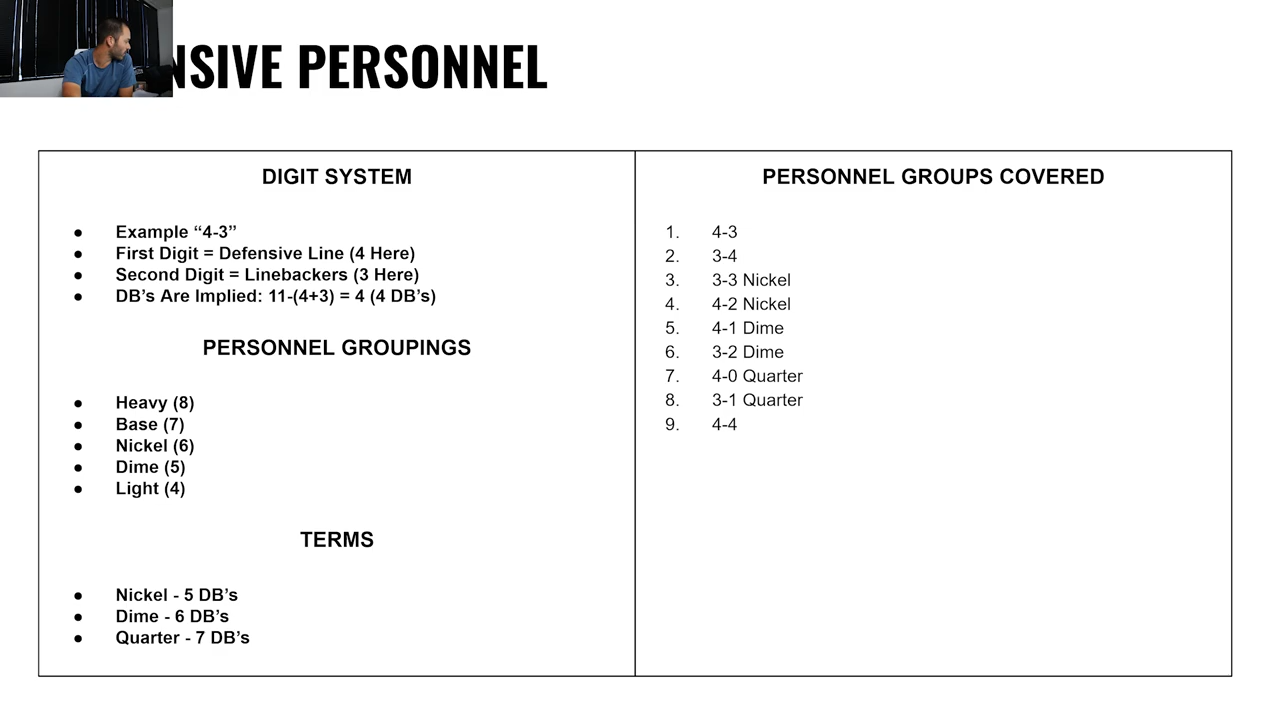 NSIVE PERSONNEL
DIGIT SYSTEM
● Example “4-3”
● First Digit = Defensive Line (4 Here)
● Second Digit = Linebackers (3 Here)
● DB’s Are Implied: 11-(4+3) = 4 (4 DB’s)
PERSONNEL GROUPINGS
● Heavy (8)
● Base (7)
● Nickel (6)
● Dime (5)
● Light (4)
TERMS
● Nickel - 5 DB’s
● Dime - 6 DB’s
● Quarter - 7 DB’s
PERSONNEL GROUPS COVERED
1. 4-3
2. 3-4
3. 3-3 Nickel
4. 4-2 Nickel
5. 4-1 Dime
6. 3-2 Dime
7. 4-0 Quarter
8. 3-1 Quarter
9. 4-4